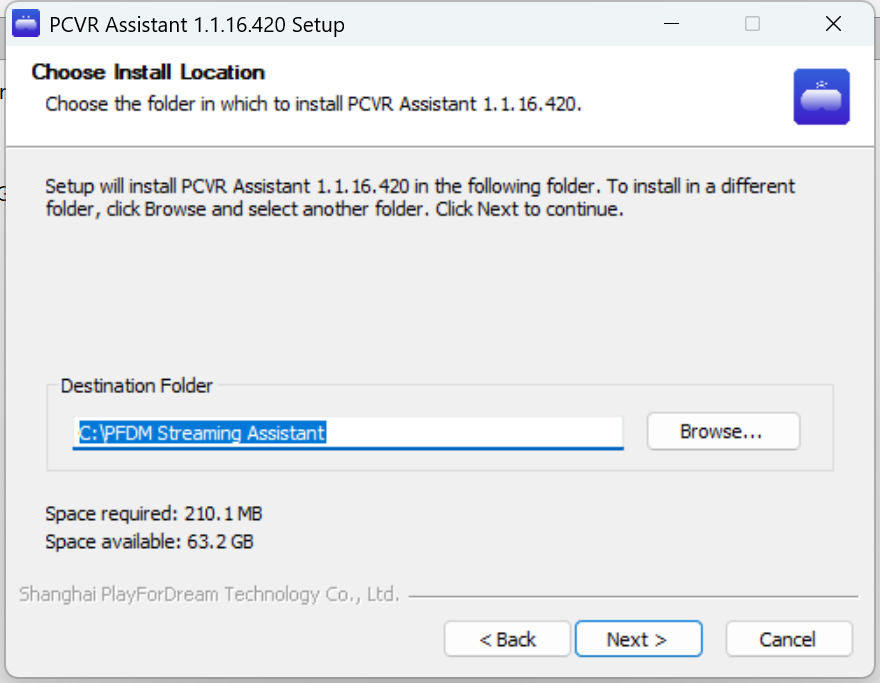 PCVR Assistant 1.1.16.420 Setup
Choose Install Location
Choose the folder in which to install PCVR Assistant 1.1.16.420.
Setup will install PCVR Assistant 1.1.16.420 in the following folder. To install in a different
folder, click Browse and select another folder. Click Next to continue.
Destination Folder
C:\PFDM Streaming Assistant
Browse...
Space required: 210.1 MB
Space available: 63.2 GB
Shanghai PlayForDream Technology Co., Ltd.
< Back
Next >
Cancel